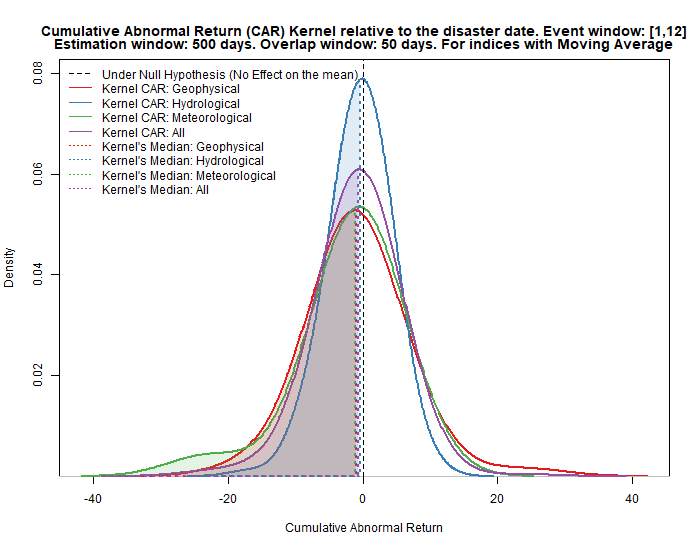 Cumulative Abnormal Return (CAR) Kernel relative to the disaster date. Event window: [1,12]
Estimation window: 500 days. Overlap window: 50 days. For indices with Moving Average
Under Null Hypothesis (No Effect on the mean)
Kernel CAR: Geophysical
Kernel CAR: Hydrological
Kernel CAR: Meteorological
Kernel CAR: All
Kernel's Median: Geophysical
Kernel's Median: Hydrological
Kernel's Median: Meteorological
Kernel's Median: All
0.08
0.06
0.04
0.02
Density
-40 -20 0 20 40
Cumulative Abnormal Return